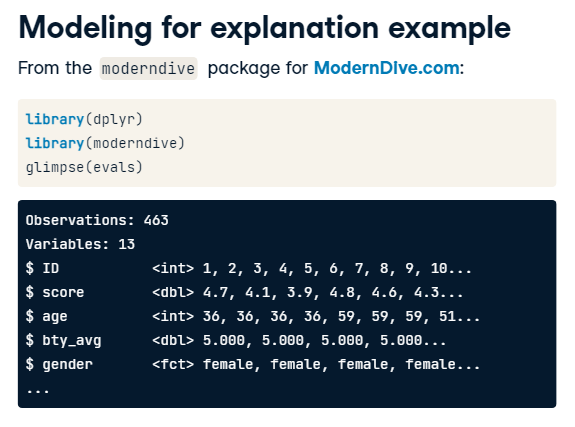 Modeling for explanation example
From the moderndive package for ModernDive.com:
library(dplyr)
library(moderndive)
glimpse(evals)
Observations: 463
Variables: 13
$ ID        <int> 1, 2, 3, 4, 5, 6, 7, 8, 9, 10...
$ score     <dbl> 4.7, 4.1, 3.9, 4.8, 4.6, 4.3...
$ age       <int> 36, 36, 36, 36, 59, 59, 59, 51...
$ bty_avg   <dbl> 5.000, 5.000, 5.000, 5.000...
$ gender    <fct> female, female, female, female...
...